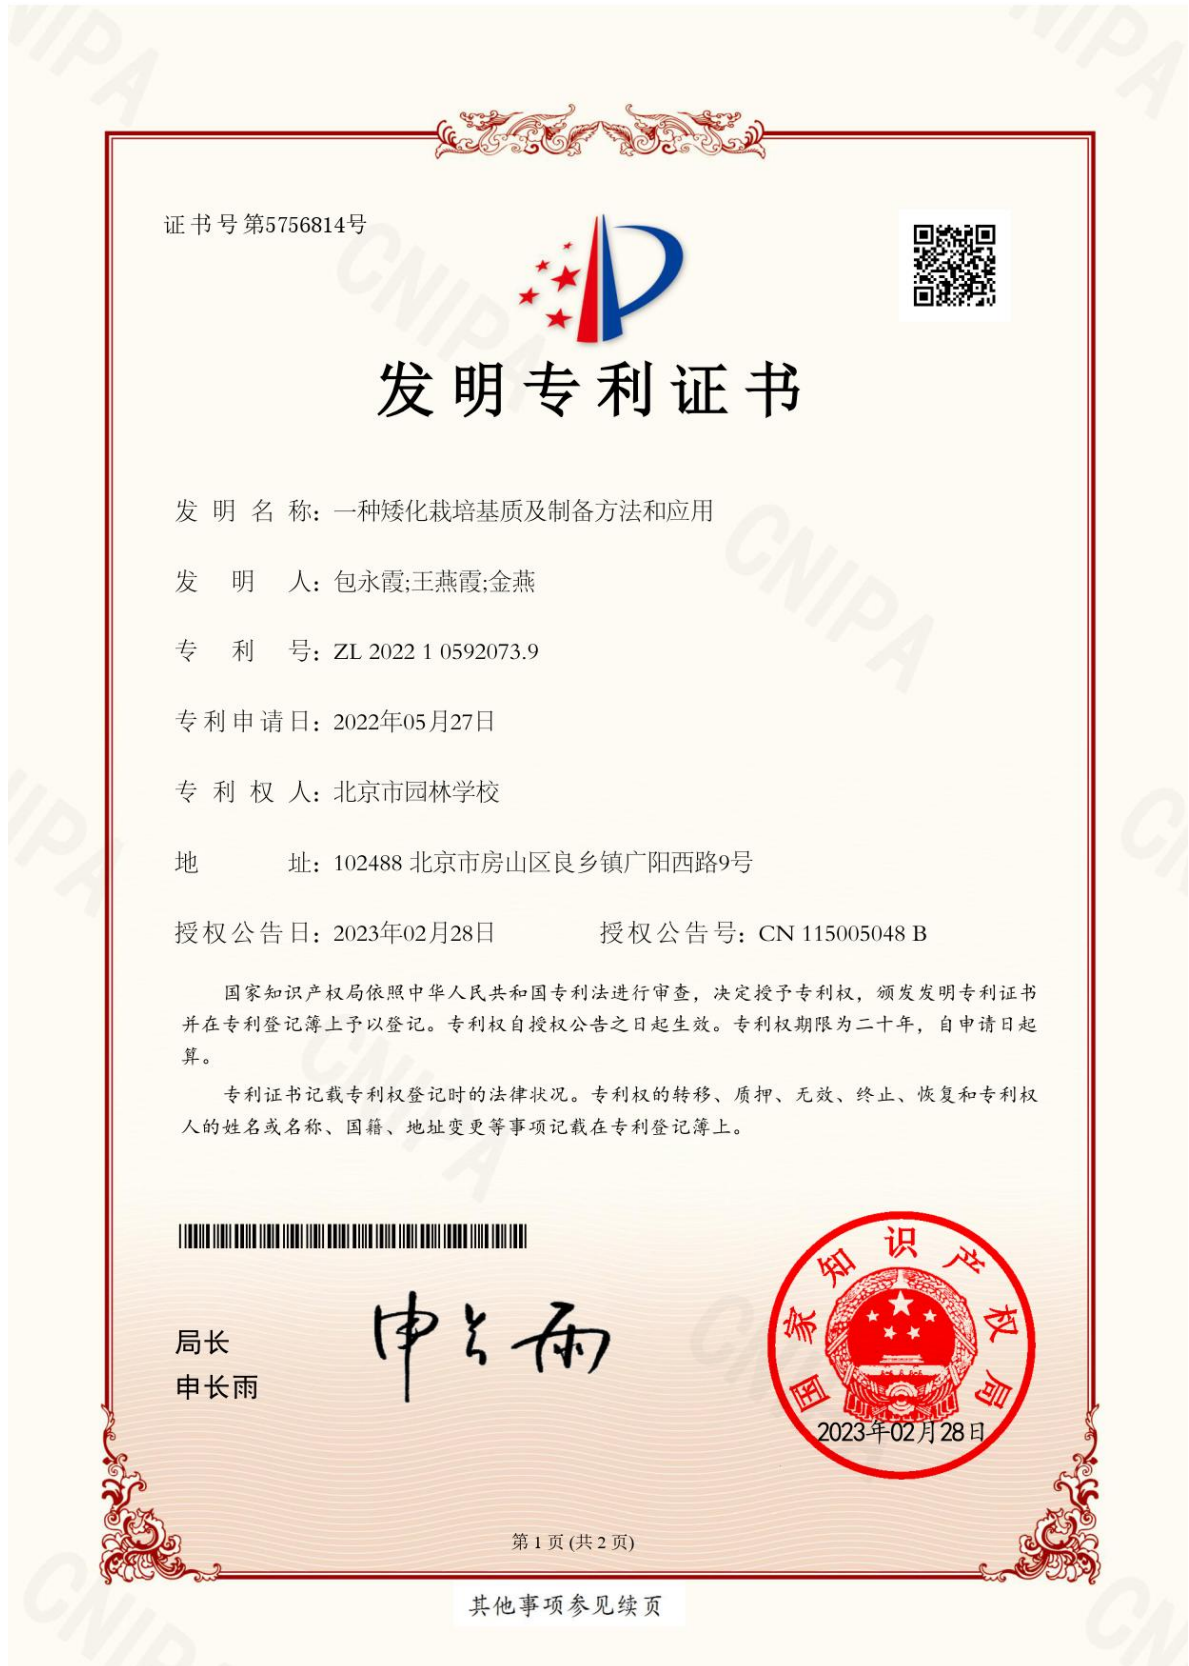 证书号第5756814号
发明专利证书
发明名称：一种矮化栽培基质及制备方法和应用
发明人：包永霞;王燕霞;金燕
专利号：ZL 2022 1 0592073.9
专利申请日：2022年05月27日
专利权人：北京市园林学校
地址：102488 北京市房山区良乡镇广阳西路9号
授权公告日：2023年02月28日 授权公告号：CN 115005048 B
国家知识产权局依照中华人民共和国专利法进行审查，决定授予专利权，颁发发明专利证书
并在专利登记簿上予以登记。专利权自授权公告之日起生效。专利权期限为二十年，自申请日起
算。
专利证书记载专利权登记时的法律状况。专利权的转移、质押、无效、终止、恢复和专利权
人的姓名或名称、国籍、地址变更等事项记载在专利登记簿上。
局长
申长雨
申长雨
国家知识产权局
2023年02月28日
第 1 页 (共 2 页)
其他事项参见续页
CNIPA